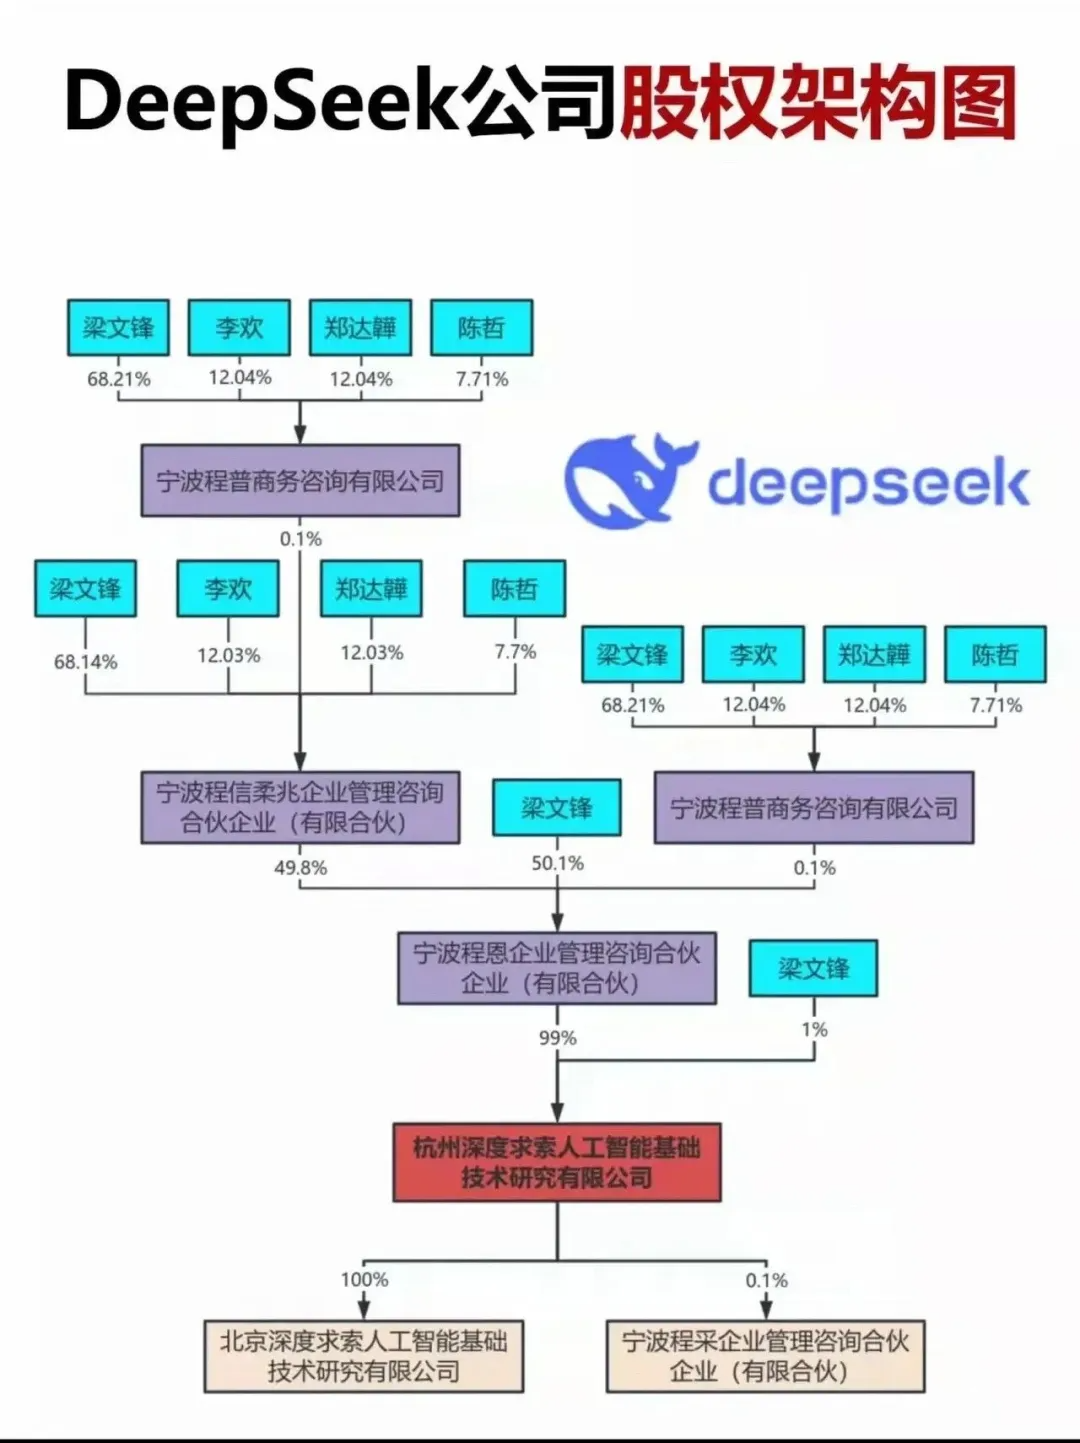 DeepSeek公司股权架构图
梁文锋 李欢 郑达韡 陈哲
68.21% 12.04% 12.04% 7.71%
宁波程普商务咨询有限公司
deepseek
0.1%
梁文锋 李欢 郑达韡 陈哲
68.14% 12.03% 12.03% 7.7%
梁文锋 李欢 郑达韡 陈哲
68.21% 12.04% 12.04% 7.71%
宁波程信柔兆企业管理咨询
合伙企业（有限合伙）
梁文锋
宁波程普商务咨询有限公司
49.8% 50.1% 0.1%
宁波程恩企业管理咨询合伙
企业（有限合伙）
梁文锋
99% 1%
杭州深度求索人工智能基础
技术研究有限公司
100% 0.1%
北京深度求索人工智能基础
技术研究有限公司
宁波程采企业管理咨询合伙
企业（有限合伙）